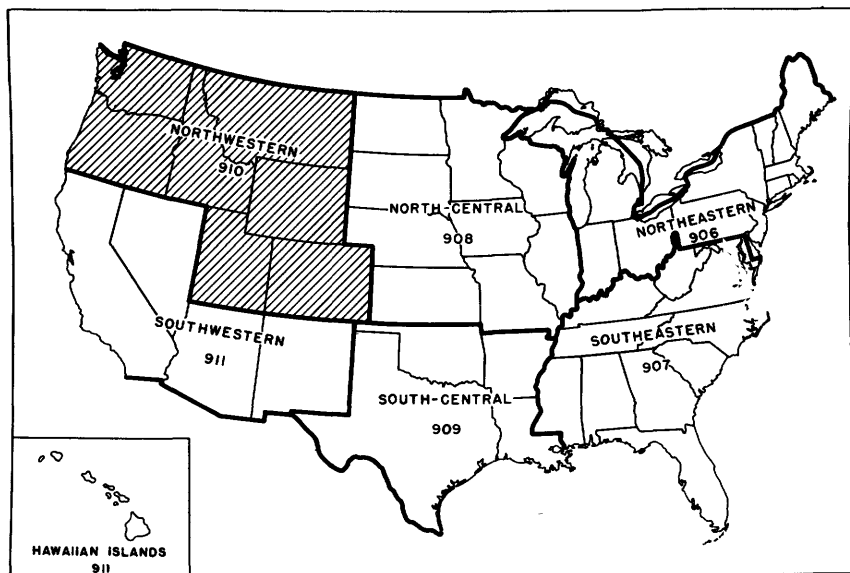 NORTHWESTERN
910
NORTH-CENTRAL
908
NORTHEASTERN
906
SOUTHWESTERN
911
SOUTHEASTERN
907
SOUTH-CENTRAL
909
HAWAIIAN ISLANDS
911